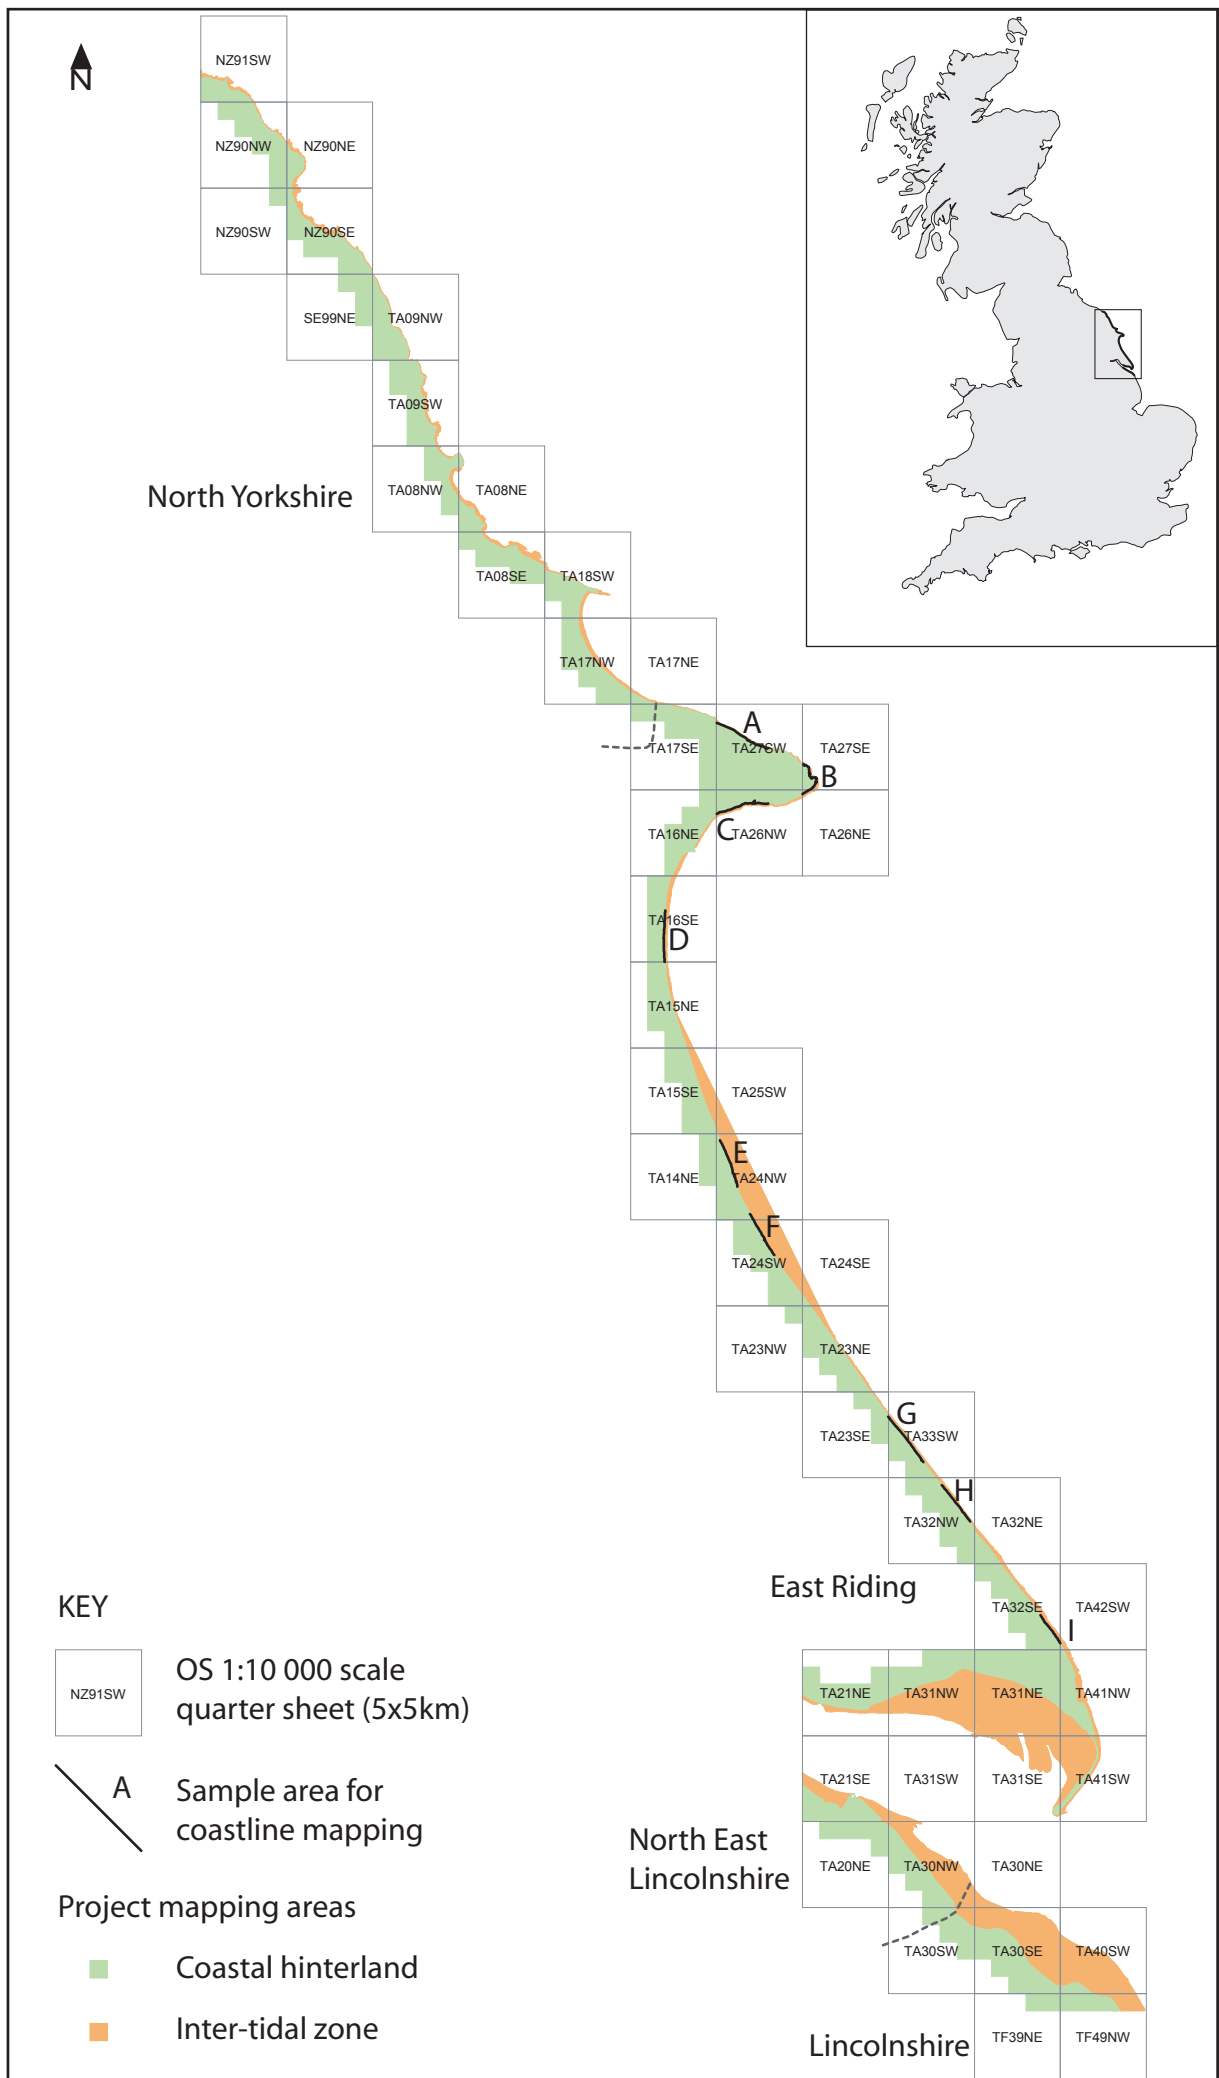 NZ91SW
N
NZ90NW
NZ90NE
NZ90SW
NZ90SE
SE99NE
TA09NW
TA09SW
North Yorkshire
TA08NW
TA08NE
TA08SE
TA18SW
TA17NW
TA17NE
A
TA17SE
TA27SW
TA27SE
B
C
TA16NE
TA26NW
TA26NE
TA16SE
D
TA15NE
TA15SE
TA25SW
E
TA14NE
TA24NW
F
TA24SW
TA24SE
TA23NW
TA23NE
G
TA23SE
TA33SW
H
TA32NW
TA32NE
East Riding
TA32SE
TA42SW
I
TA21NE
TA31NW
TA31NE
TA41NW
TA21SE
TA31SW
TA31SE
TA41SW
North East
Lincolnshire
TA20NE
TA30NW
TA30NE
TA30SW
TA30SE
TA40SW
Lincolnshire
TF39NE
TF49NW
KEY
NZ91SW
OS 1:10 000 scale
quarter sheet (5x5km)
A
Sample area for
coastline mapping
Project mapping areas
Coastal hinterland
Inter-tidal zone